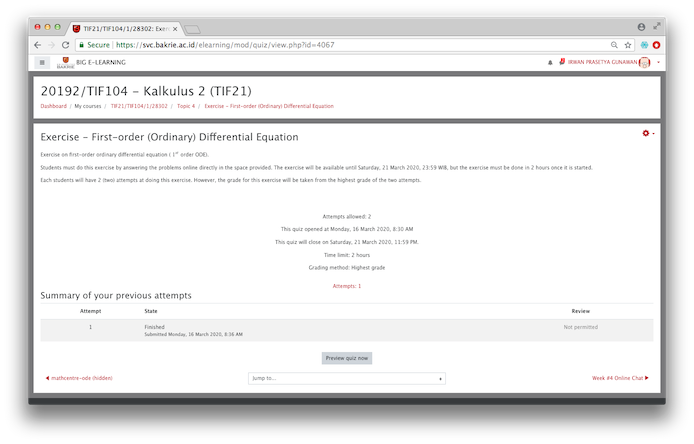 TIF21/TIF104/1/28302: Exer
Secure https://svc.bakrie.ac.id/elearning/mod/quiz/view.php?id=4067
BAKRIE BIG E-LEARNING IRWAN PRASETYA GUNAWAN
20192/TIF104 - Kalkulus 2 (TIF21)
Dashboard / My courses / TIF21/TIF104/1/28302 / Topic 4 / Exercise - First-order (Ordinary) Differential Equation
Exercise - First-order (Ordinary) Differential Equation
Exercise on first-order ordinary differential equation ( 1st order ODE).
Students must do this exercise by answering the problems online directly in the space provided. The exercise will be available until Saturday, 21 March 2020, 23:59 WIB, but the exercise must be done in 2 hours once it is started.
Each students will have 2 (two) attempts at doing this exercise. However, the grade for this exercise will be taken from the highest grade of the two attempts.
Attempts allowed: 2
This quiz opened at Monday, 16 March 2020, 8:30 AM
This quiz will close on Saturday, 21 March 2020, 11:59 PM.
Time limit: 2 hours
Grading method: Highest grade
Attempts: 1
Summary of your previous attempts
Attempt State Review
1 Finished Not permitted
Submitted Monday, 16 March 2020, 8:36 AM
Preview quiz now
mathcentre-ode (hidden) Jump to... Week #4 Online Chat